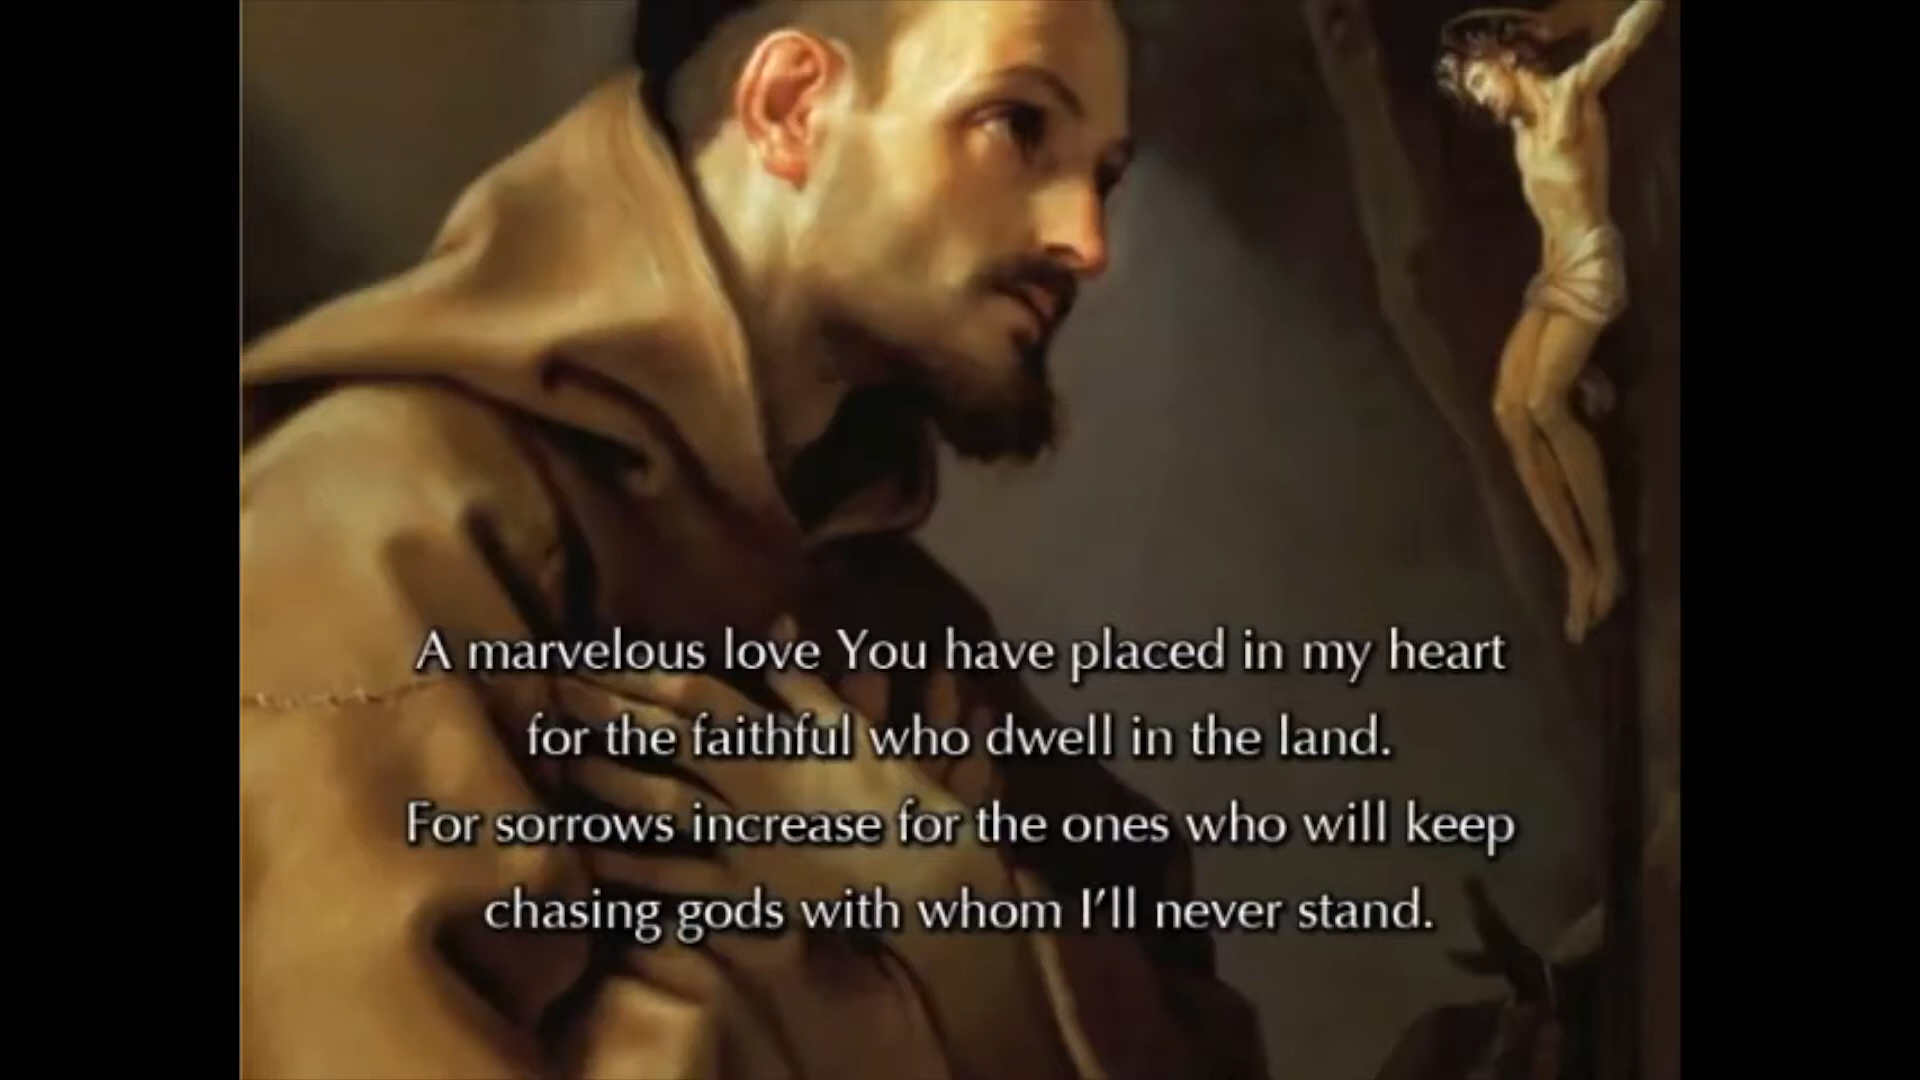 A marvelous love You have placed in my heart
for the faithful who dwell in the land.
For sorrows increase for the ones who will keep
chasing gods with whom I'll never stand.